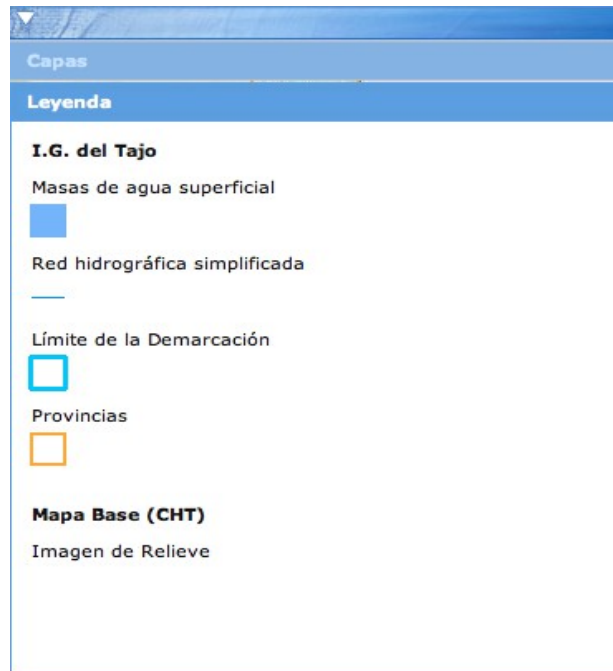 Capas
Leyenda
I.G. del Tajo
Masas de agua superficial
Red hidrográfica simplificada
Límite de la Demarcación
Provincias
Mapa Base (CHT)
Imagen de Relieve